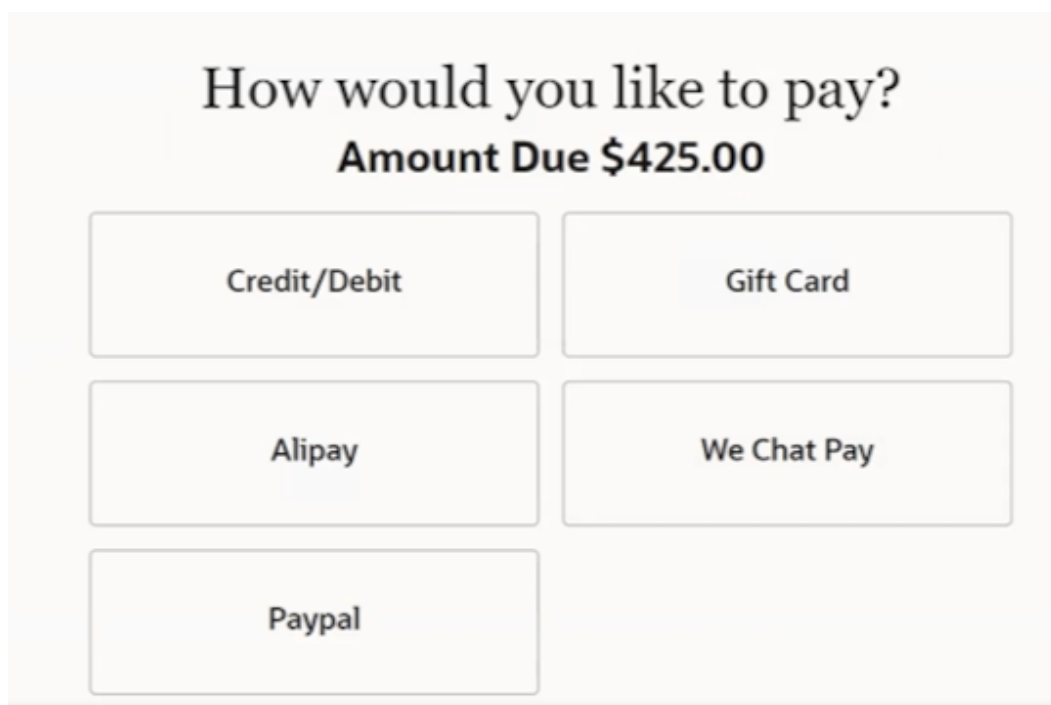 How would you like to pay?
Amount Due $425.00
Credit/Debit
Gift Card
Alipay
We Chat Pay
Paypal